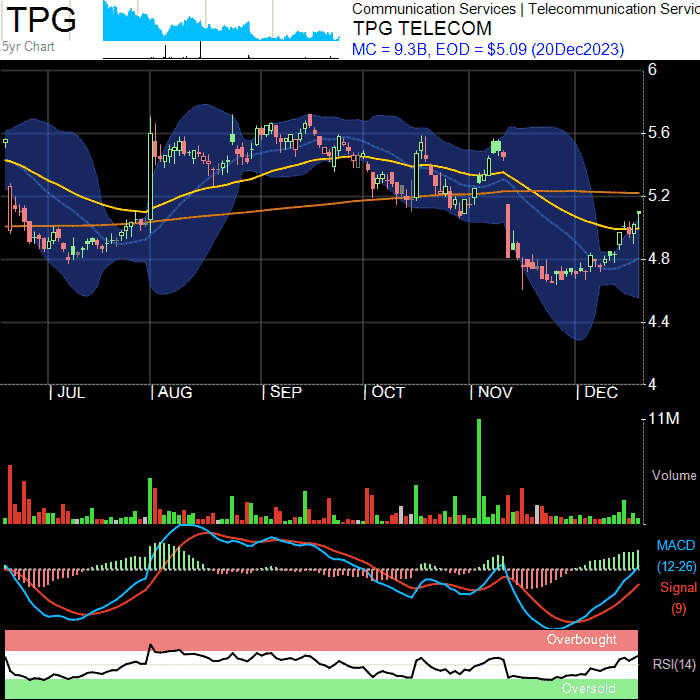 TPG
5yr Chart
Communication Services | Telecommunication Servic
TPG TELECOM
MC = 9.3B, EOD = $5.09 (20Dec2023)
6
5.6
5.2
4.8
4.4
4
| JUL | AUG | SEP | OCT | NOV | DEC
11M
Volume
MACD
(12-26)
Signal
(9)
Overbought
RSI(14)
Oversold